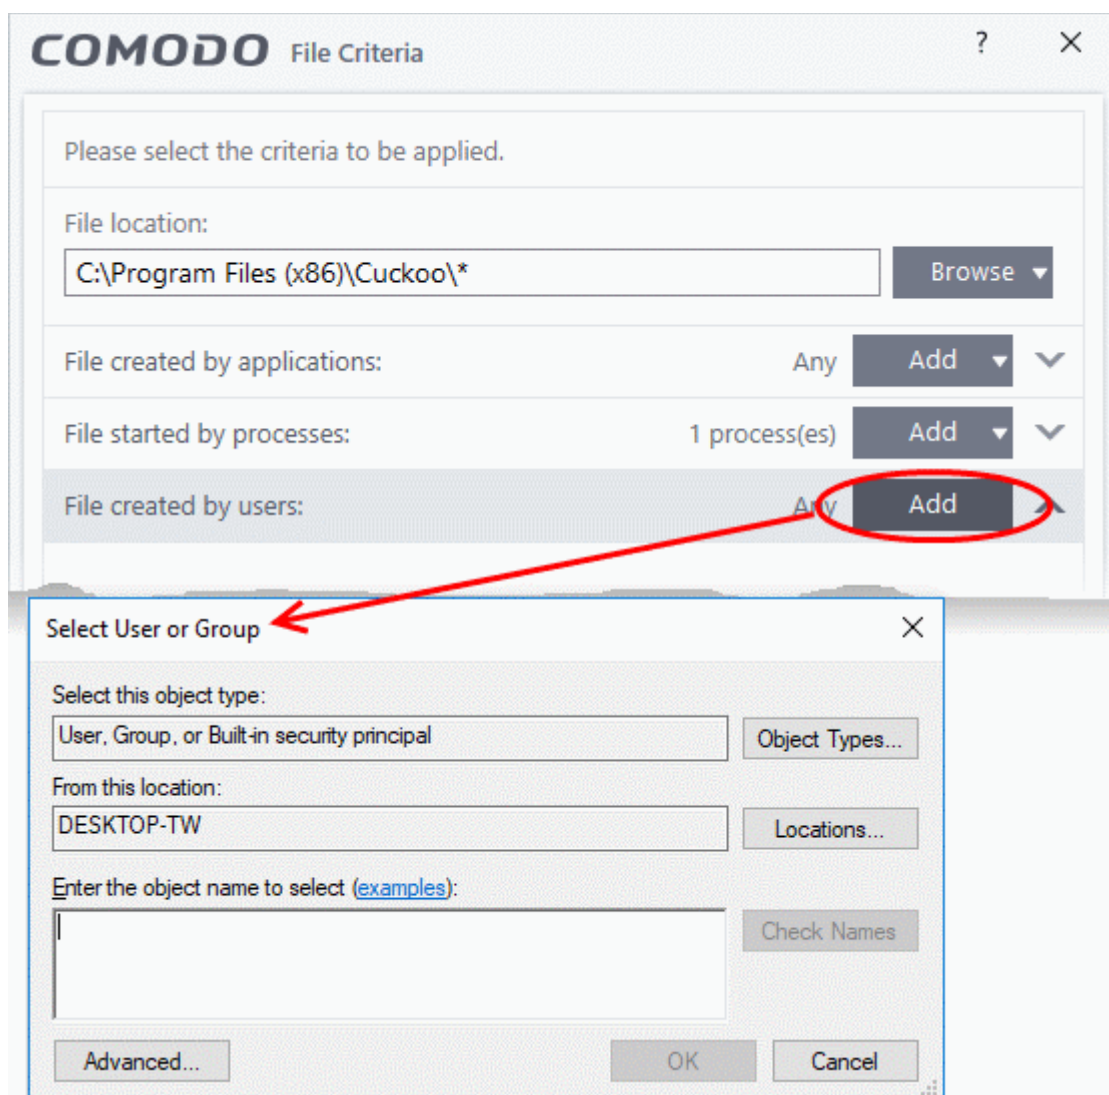 COMODO File Criteria ?
Please select the criteria to be applied.
File location:
C:\Program Files (x86)\Cuckoo\* Browse
File created by applications: Any Add
File started by processes: 1 process(es) Add
File created by users: Any Add
Select User or Group
Select this object type:
User, Group, or Built-in security principal Object Types...
From this location:
DESKTOP-TW Locations...
Enter the object name to select (examples):
Check Names
Advanced... OK Cancel